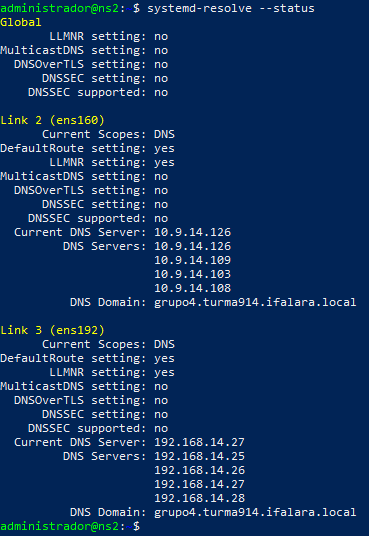 administrador@ns2: $ systemd-resolve --status
Global
LLMNR setting: no
MulticastDNS setting: no
DNSOverTLS setting: no
DNSSEC setting: no
DNSSEC supported: no
Link 2 (ens160)
Current Scopes: DNS
DefaultRoute setting: yes
LLMNR setting: yes
MulticastDNS setting: no
DNSOverTLS setting: no
DNSSEC setting: no
DNSSEC supported: no
Current DNS Server: 10.9.14.126
DNS Servers: 10.9.14.126
10.9.14.109
10.9.14.103
10.9.14.108
DNS Domain: grupo4.turma914.ifalara.local
Link 3 (ens192)
Current Scopes: DNS
DefaultRoute setting: yes
LLMNR setting: yes
MulticastDNS setting: no
DNSOverTLS setting: no
DNSSEC setting: no
DNSSEC supported: no
Current DNS Server: 192.168.14.27
DNS Servers: 192.168.14.25
192.168.14.26
192.168.14.27
192.168.14.28
DNS Domain: grupo4.turma914.ifalara.local
administrador@ns2: $